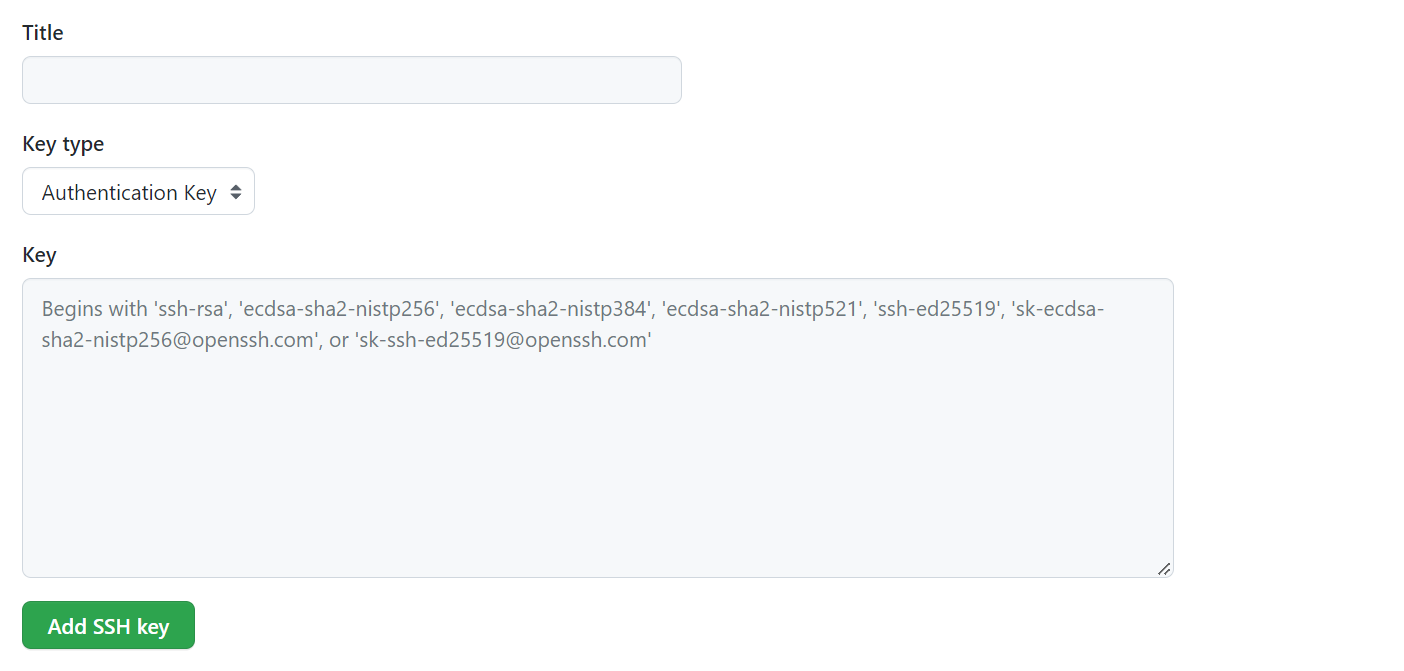 Title
Key type
Authentication Key
Key
Begins with 'ssh-rsa', 'ecdsa-sha2-nistp256', 'ecdsa-sha2-nistp384', 'ecdsa-sha2-nistp521', 'ssh-ed25519', 'sk-ecdsa-
sha2-nistp256@openssh.com', or 'sk-ssh-ed25519@openssh.com'
Add SSH key